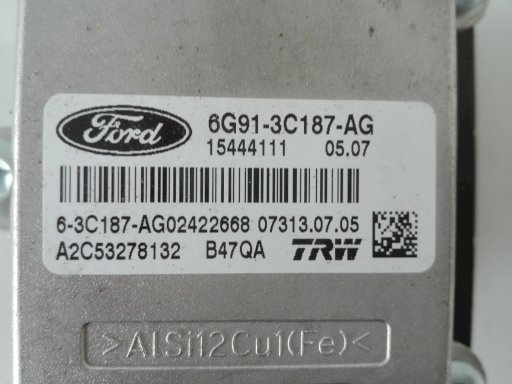 Ford 6G91-3C187-AG
15444111 05.07
6-3C187-AG02422668 07313.07.05
A2C53278132 B47QA TRW
>AlSi12Cu1(Fe)<